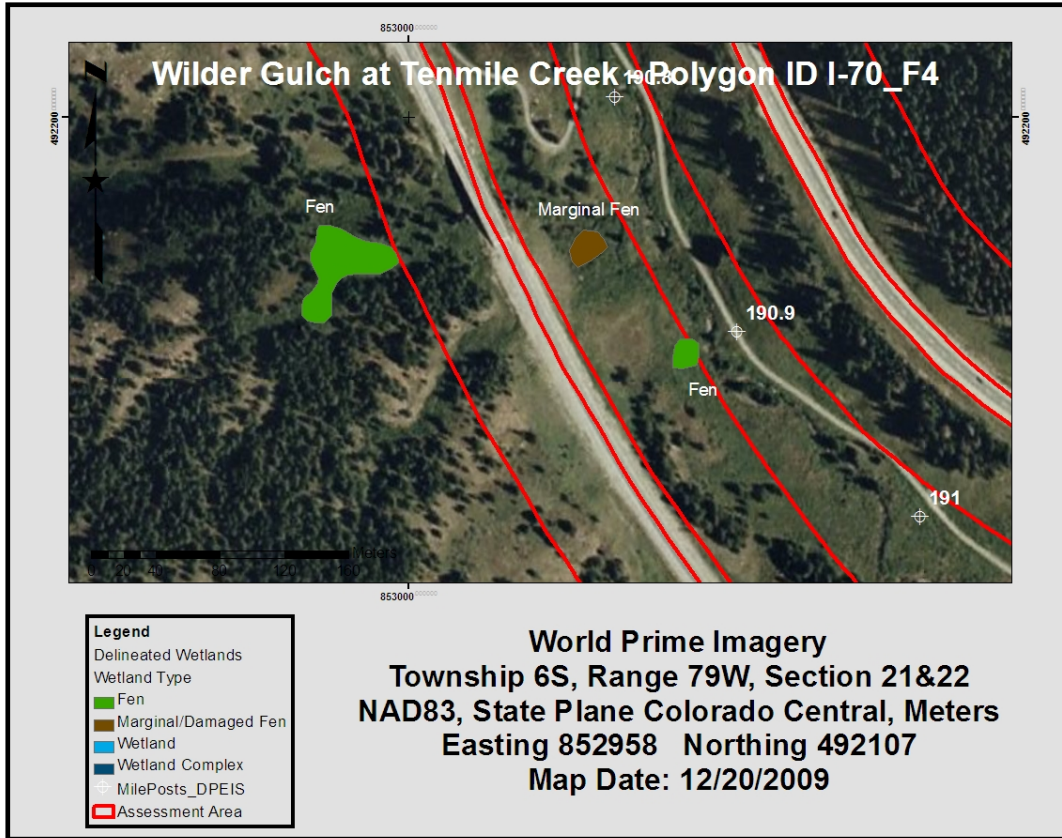 853000
Wilder Gulch at Tenmile Creek - Polygon ID I-70_F4
190.8
492200
492200
Fen
Marginal Fen
190.9
Fen
191
Meters
0 20 40 80 120 160
853000
Legend
Delineated Wetlands
Wetland Type
Fen
Marginal/Damaged Fen
Wetland
Wetland Complex
MilePosts_DPEIS
Assessment Area
World Prime Imagery
Township 6S, Range 79W, Section 21&22
NAD83, State Plane Colorado Central, Meters
Easting 852958 Northing 492107
Map Date: 12/20/2009